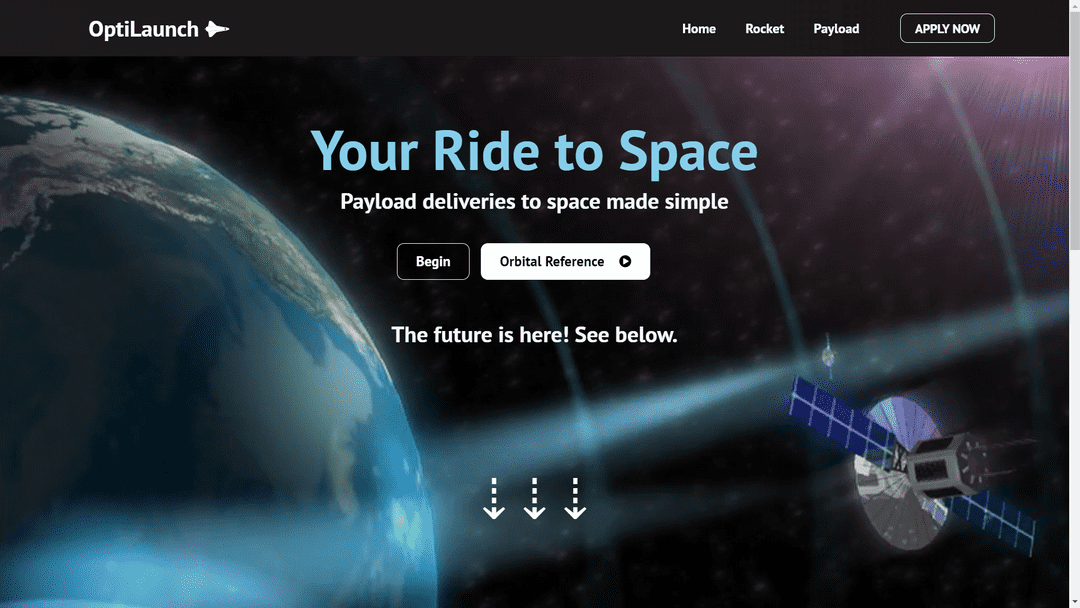 OptiLaunch
Home
Rocket
Payload
APPLY NOW
Your Ride to Space
Payload deliveries to space made simple
Begin
Orbital Reference
The future is here! See below.